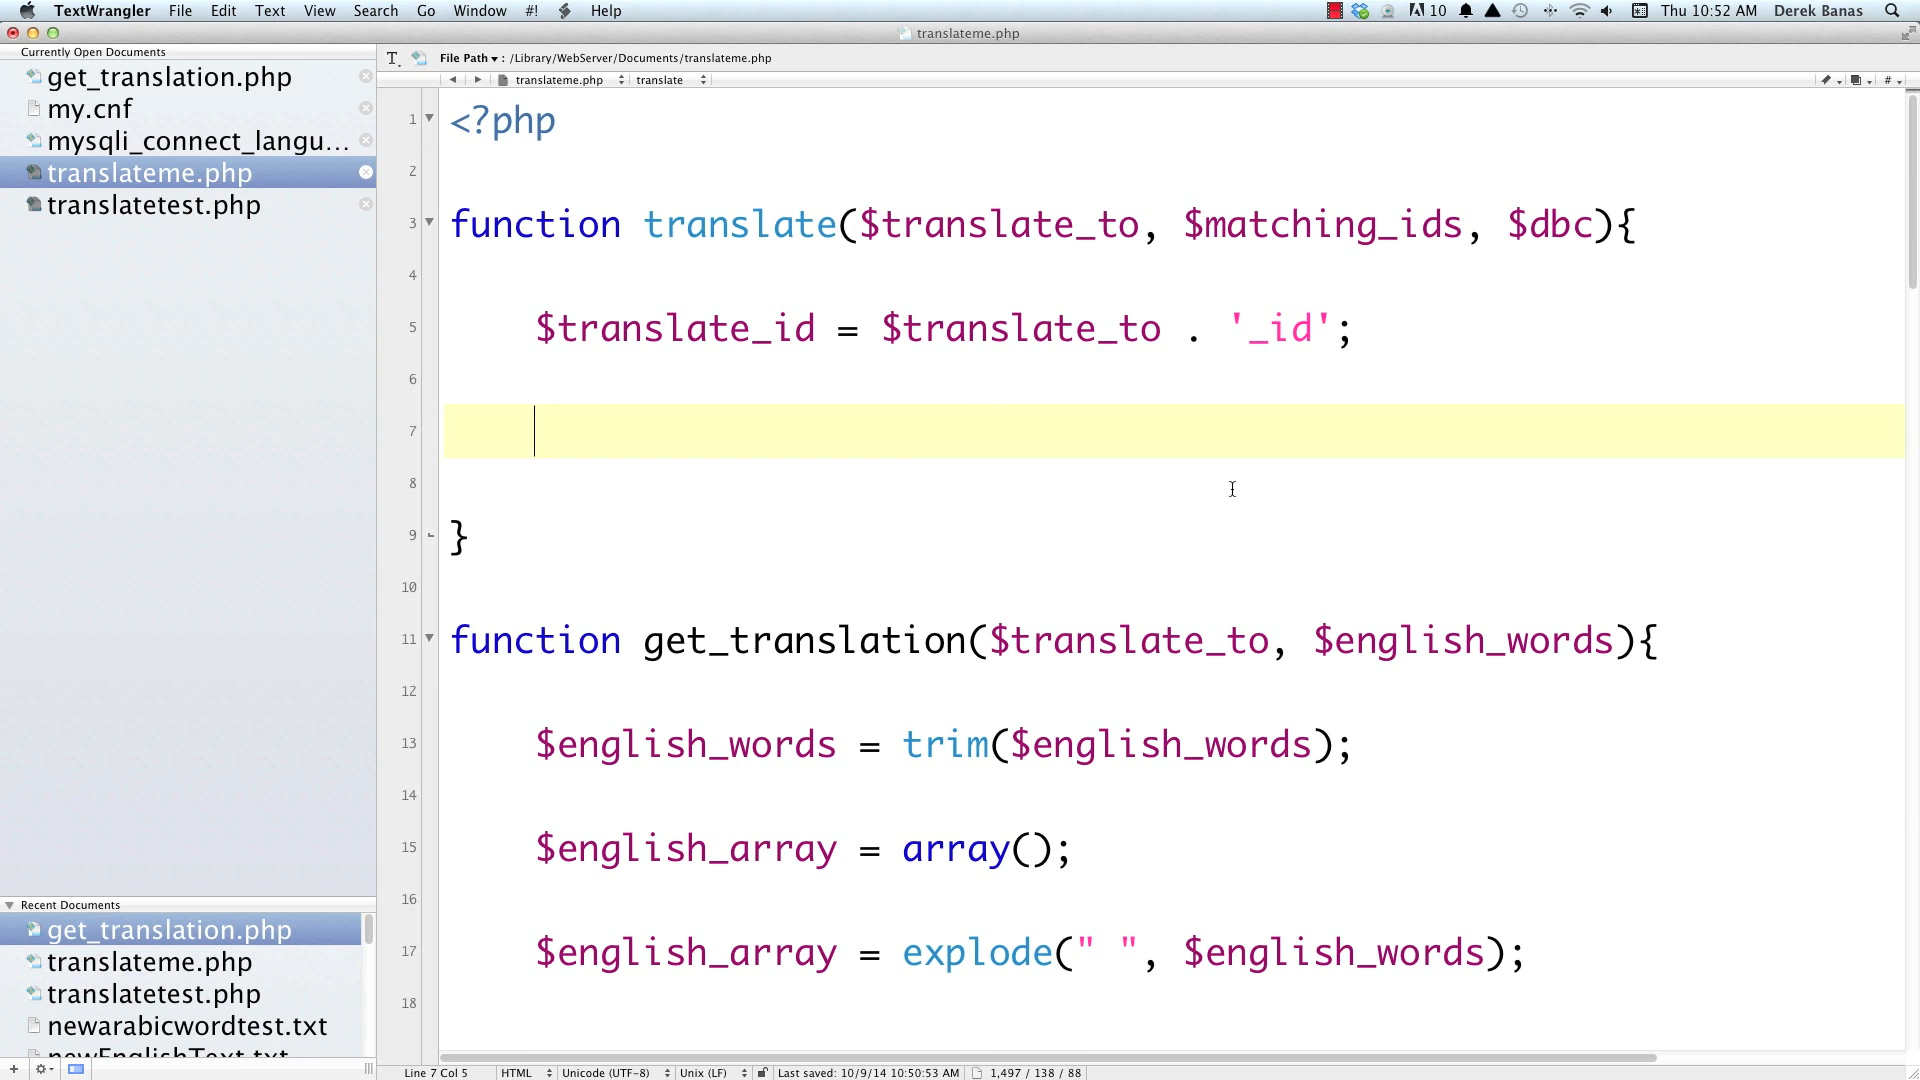 TextWrangler File Edit Text View Search Go Window #! Help 10 Thu 10:52 AM Derek Banas
translateme.php
Currently Open Documents
get_translation.php
my.cnf
mysqli_connect_langu...
translateme.php
translatetest.php
File Path : /Library/WebServer/Documents/translateme.php
translateme.php translate #
1 <?php
2
3 function translate($translate_to, $matching_ids, $dbc){
4
5 $translate_id = $translate_to . '_id';
6
7
8
9 }
10
11 function get_translation($translate_to, $english_words){
12
13 $english_words = trim($english_words);
14
15 $english_array = array();
16
17 $english_array = explode(" ", $english_words);
18
Recent Documents
get_translation.php
translateme.php
translatetest.php
newarabicwordtest.txt
newEnglishText.txt
Line 7 Col 5 HTML Unicode (UTF-8) Unix (LF) Last saved: 10/9/14 10:50:53 AM 1,497 / 138 / 88